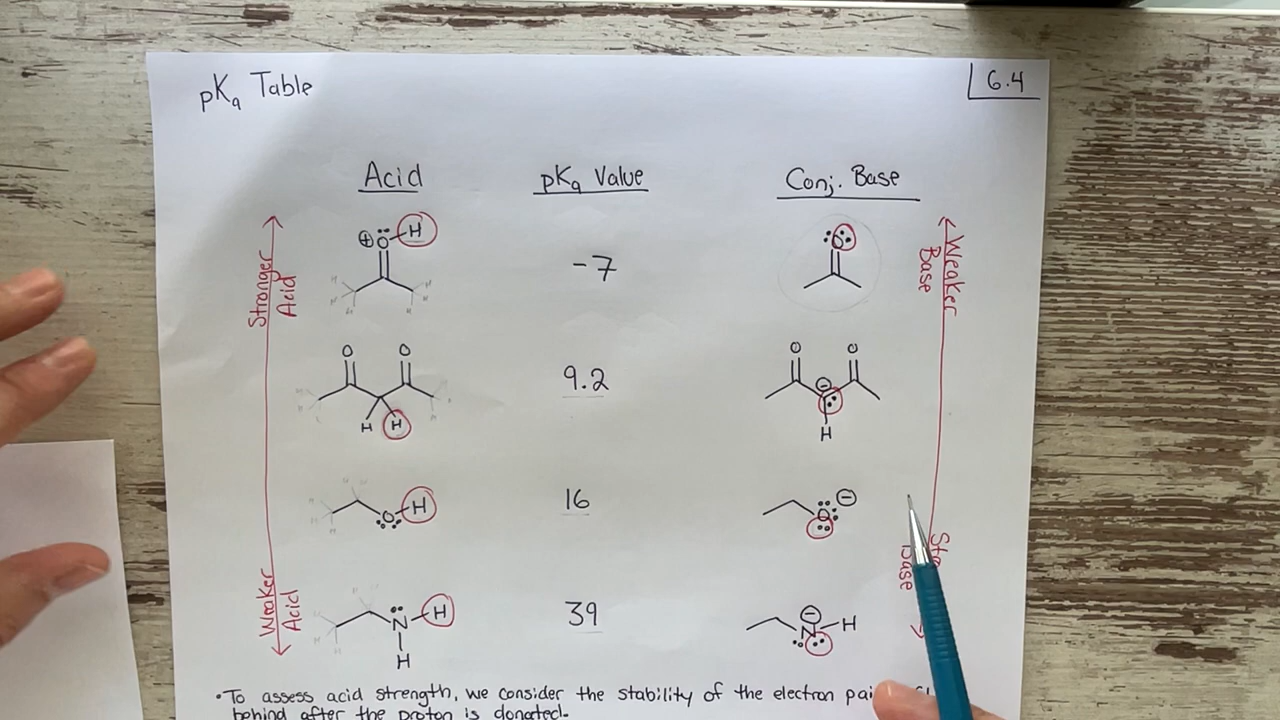 pKa Table
6.4
Acid
pKa Value
Conj. Base
⊕ O H
-7
O
Stronger Acid
Weaker Base
O O
H H
9.2
O O
⊖
H
O H
16
O ⊖
Base
Weaker Acid
N H
H
39
⊖
N H
•To assess acid strength, we consider the stability of the electron
behind after the proton is donated.